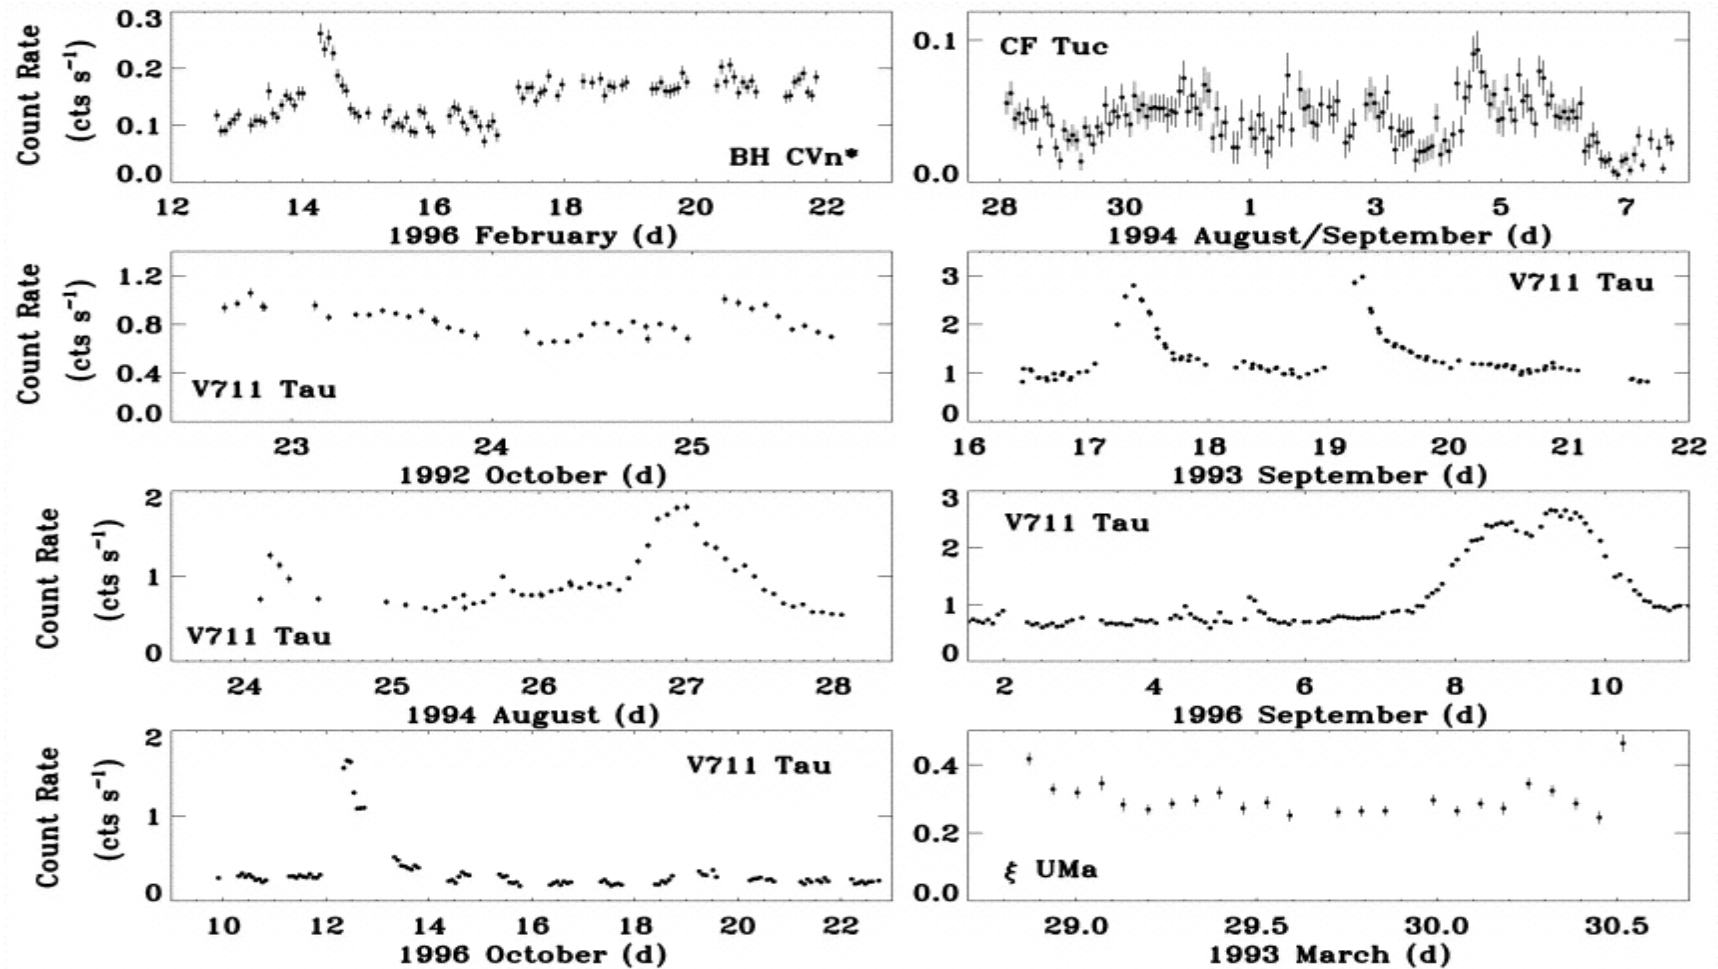 Count Rate
(cts s⁻¹)
0.3
0.2
0.1
0.0
BH CVn*
12 14 16 18 20 22
1996 February (d)
0.1
0.0
CF Tuc
28 30 1 3 5 7
1994 August/September (d)
Count Rate
(cts s⁻¹)
1.2
0.8
0.4
0.0
V711 Tau
23 24 25
1992 October (d)
3
2
1
0
V711 Tau
16 17 18 19 20 21 22
1993 September (d)
Count Rate
(cts s⁻¹)
2
1
0
V711 Tau
24 25 26 27 28
1994 August (d)
3
2
1
0
V711 Tau
2 4 6 8 10
1996 September (d)
Count Rate
(cts s⁻¹)
2
1
0
V711 Tau
10 12 14 16 18 20 22
1996 October (d)
0.4
0.2
0.0
ξ UMa
29.0 29.5 30.0 30.5
1993 March (d)